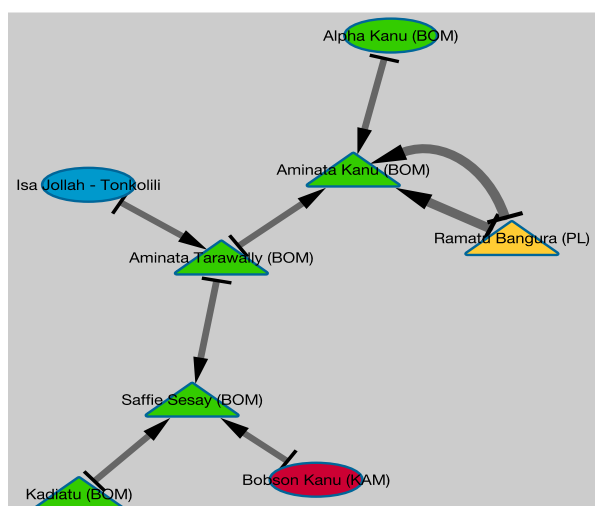 Alpha Kanu (BOM)
Aminata Kanu (BOM)
Isa Jollah - Tonkolili
Ramatu Bangura (PL)
Aminata Tarawally (BOM)
Saffie Sesay (BOM)
Bobson Kanu (KAM)
Kadiatu (BOM)